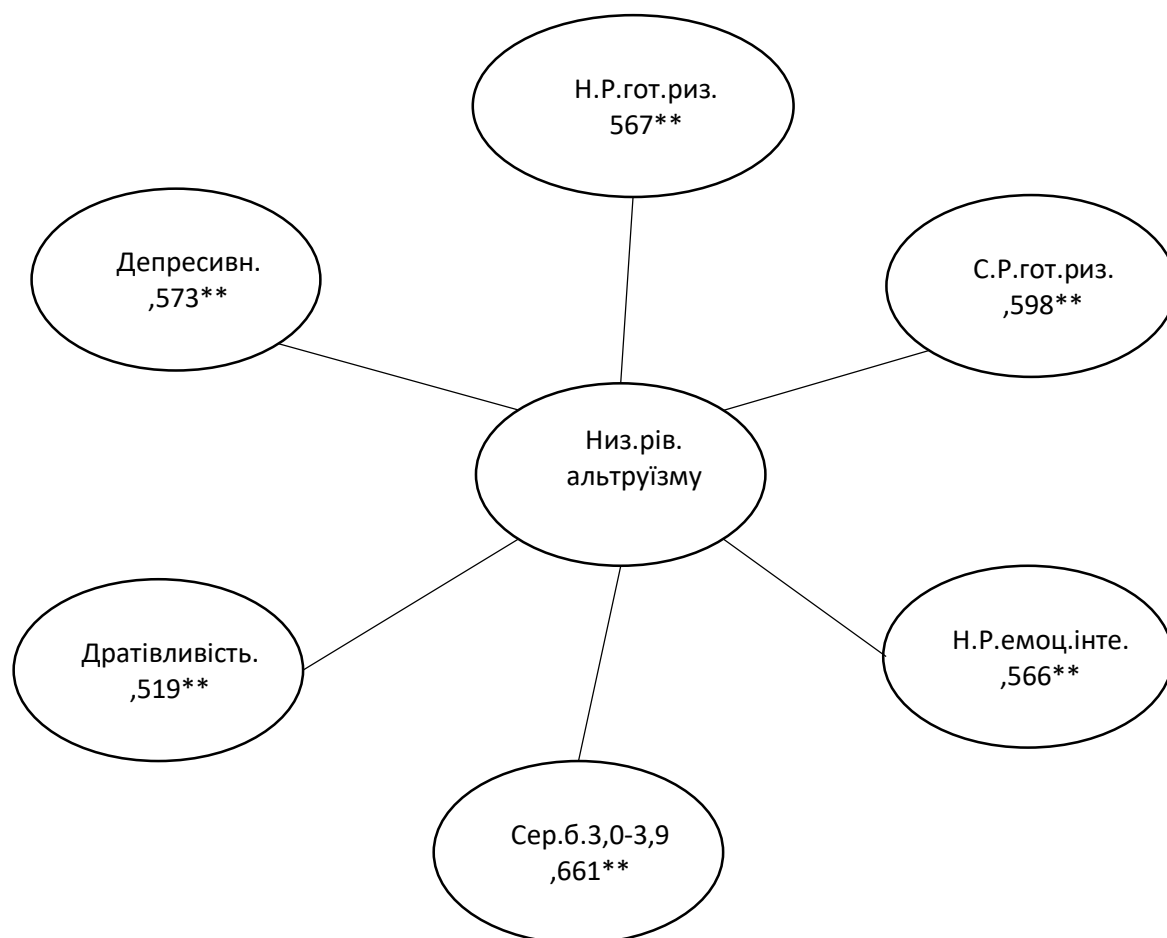 Н.Р.гот.риз.
567**
Депресивн.
,573**
С.Р.гот.риз.
,598**
Низ.рів.
альтруїзму
Дратівливість.
,519**
Н.Р.емоц.інте.
,566**
Сер.б.3,0-3,9
,661**